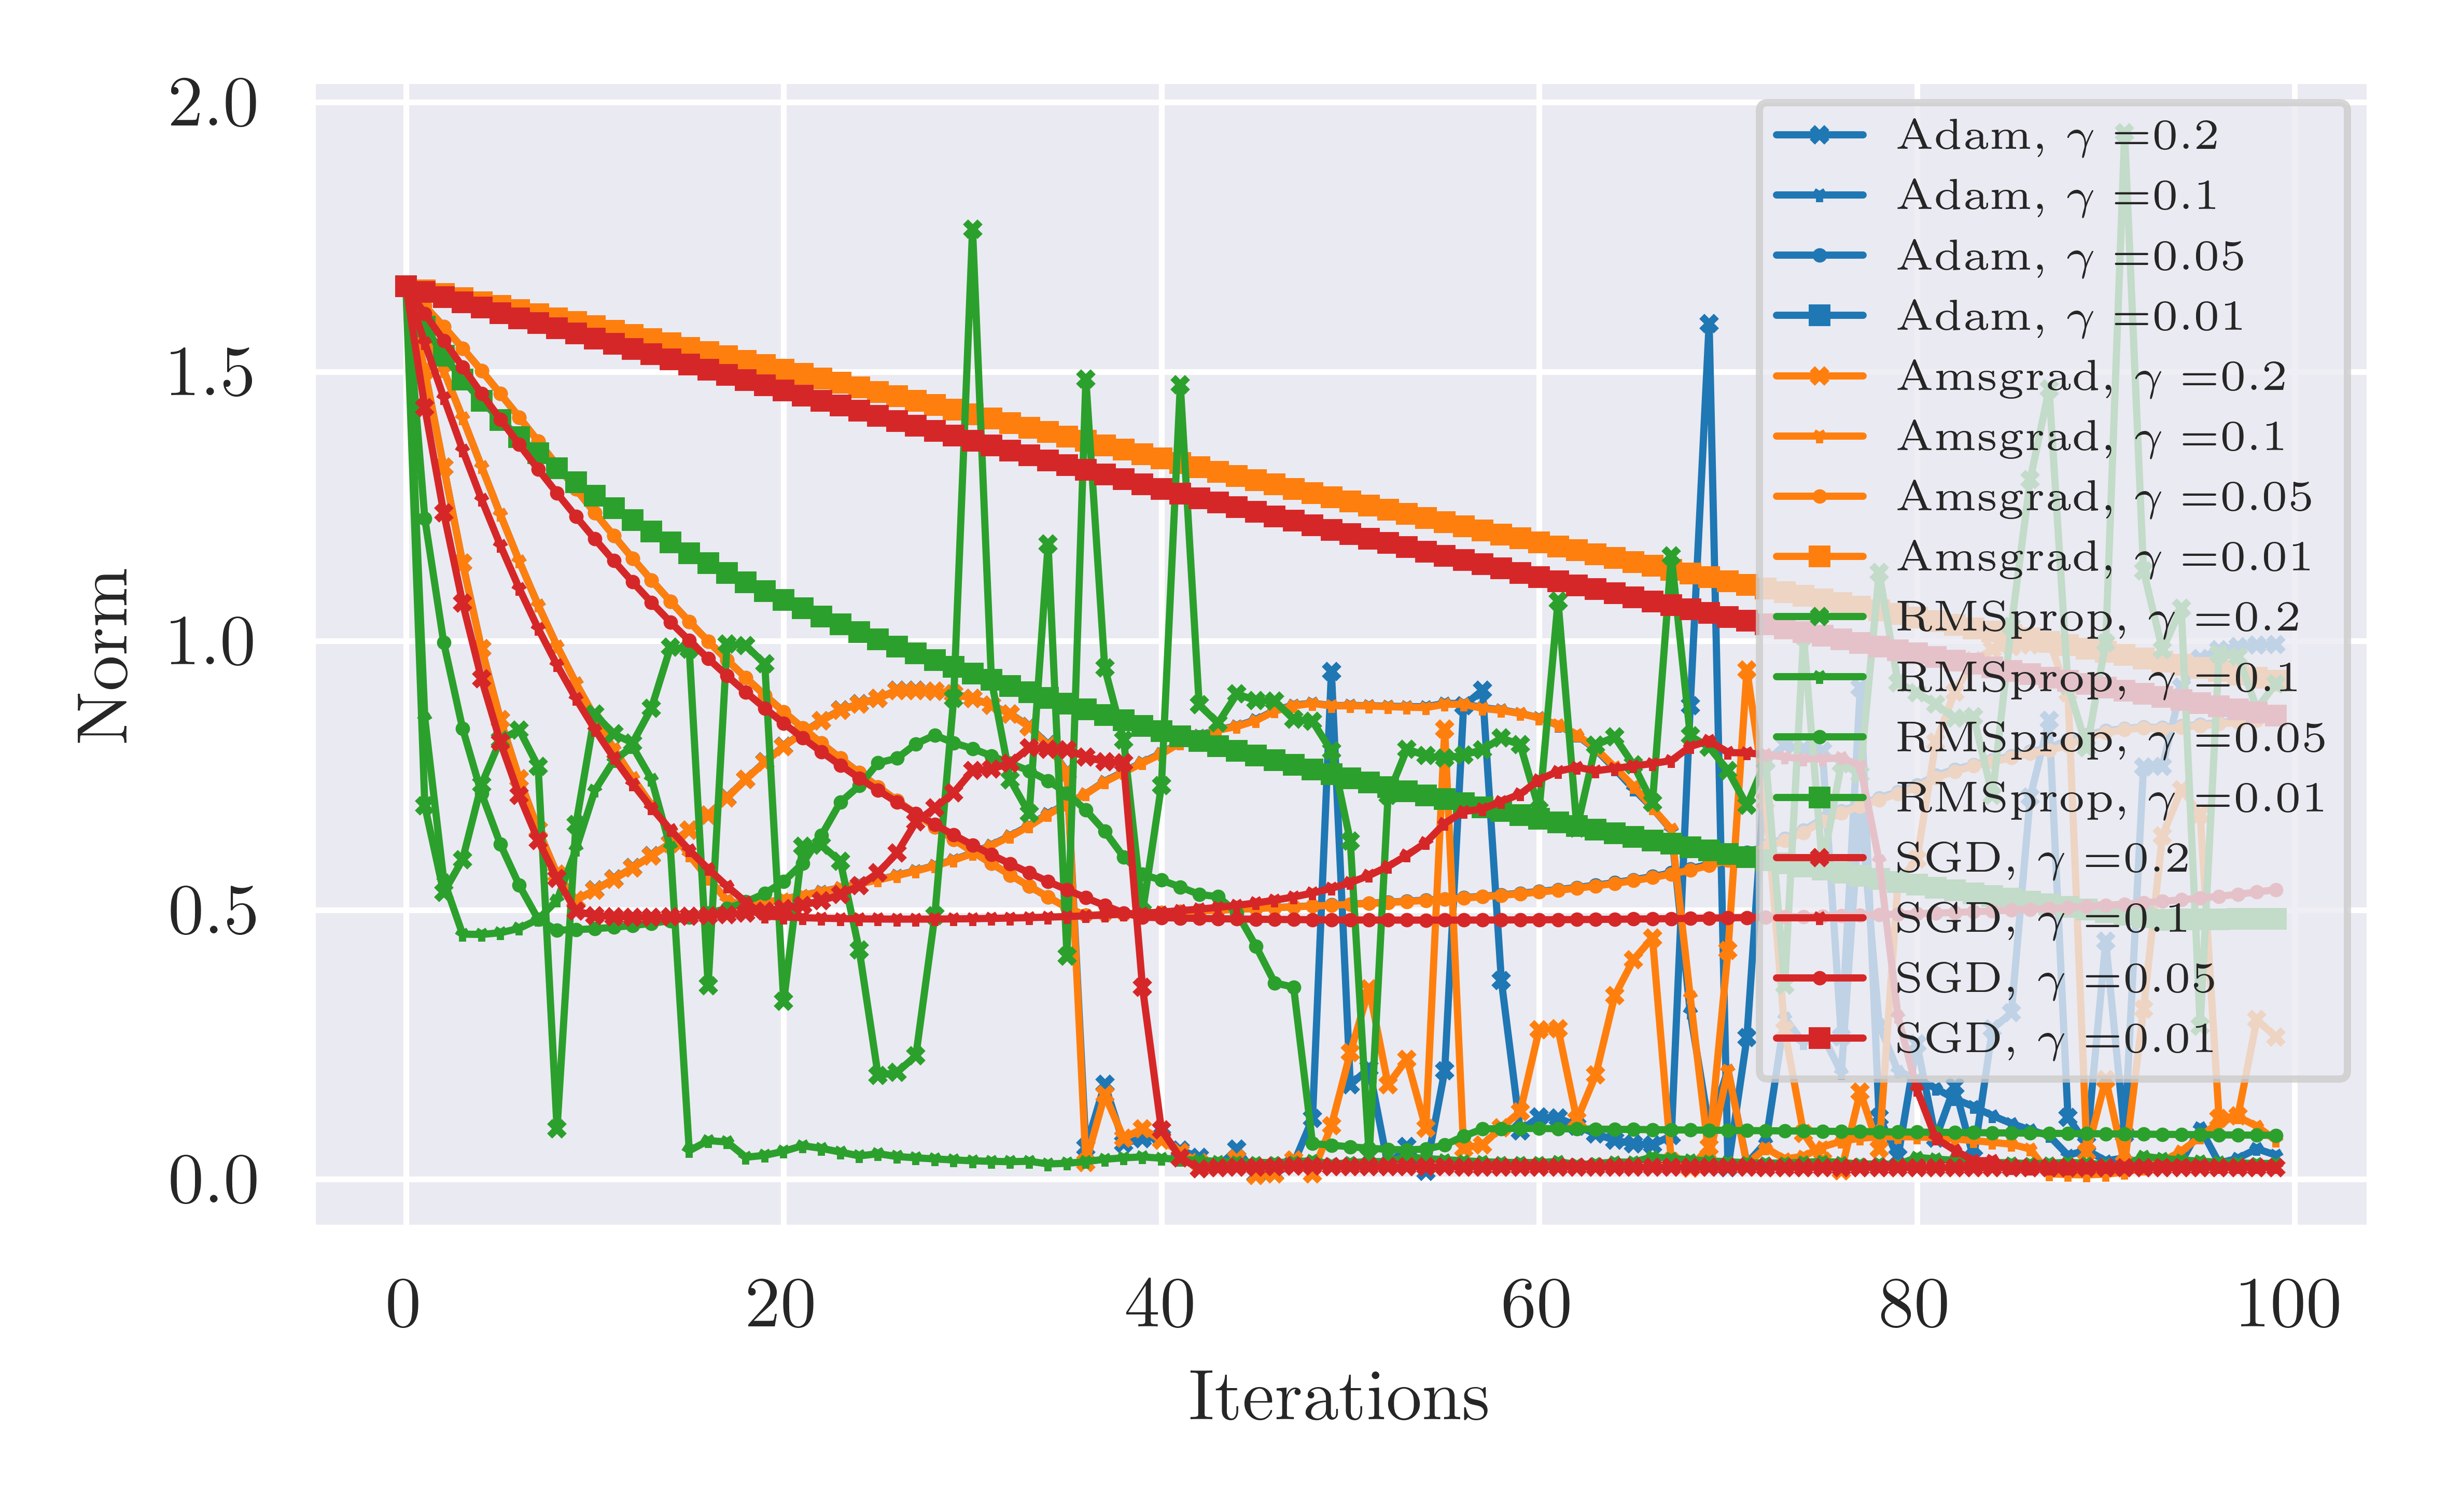 2.0
1.5
1.0
0.5
0.0
Norm
0 20 40 60 80 100
Iterations
Adam, γ =0.2
Adam, γ =0.1
Adam, γ =0.05
Adam, γ =0.01
Amsgrad, γ =0.2
Amsgrad, γ =0.1
Amsgrad, γ =0.05
Amsgrad, γ =0.01
RMSprop, γ =0.2
RMSprop, γ =0.1
RMSprop, γ =0.05
RMSprop, γ =0.01
SGD, γ =0.2
SGD, γ =0.1
SGD, γ =0.05
SGD, γ =0.01